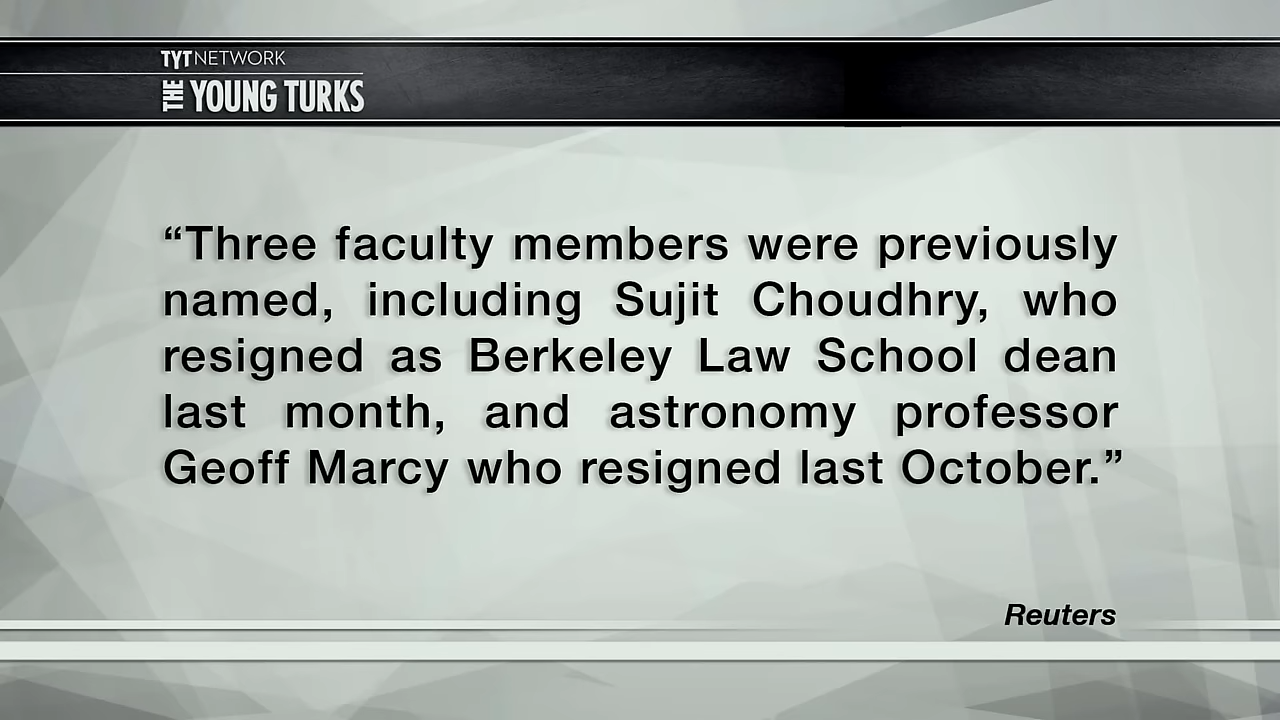 TYT NETWORK
THE YOUNG TURKS
“Three faculty members were previously
named, including Sujit Choudhry, who
resigned as Berkeley Law School dean
last month, and astronomy professor
Geoff Marcy who resigned last October.”
Reuters